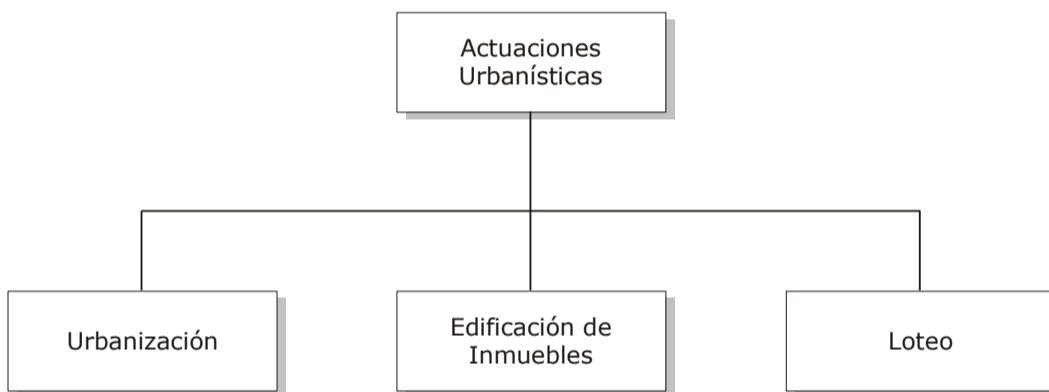 Actuaciones
Urbanísticas
Urbanización
Edificación de
Inmuebles
Loteo